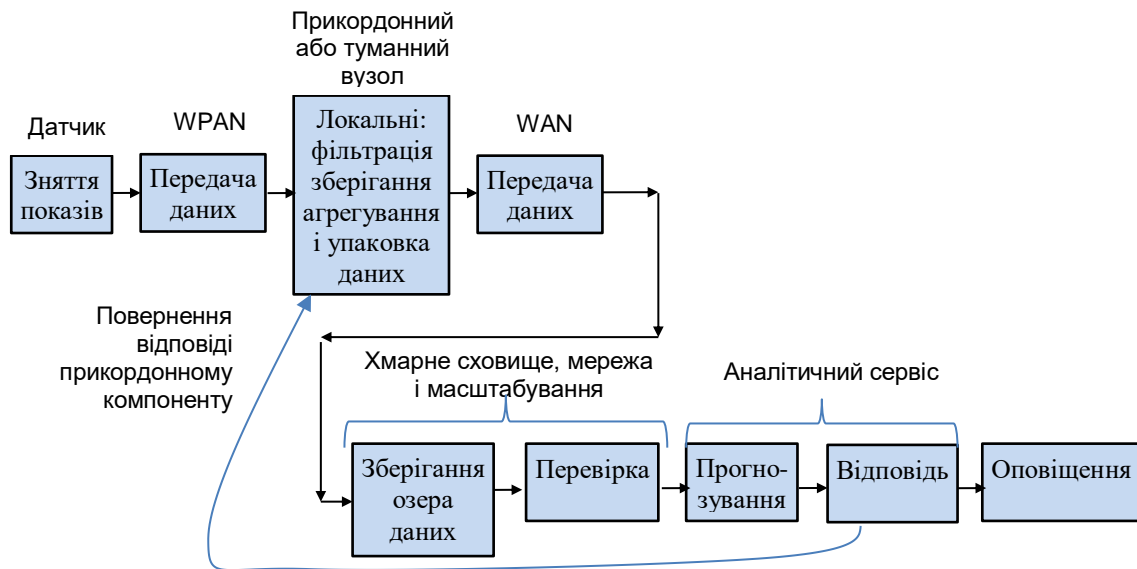 Прикордонний
або туманний
вузол
Датчик
WPAN
WAN
Зняття
показів
Передача
даних
Локальні:
фільтрація
зберігання
агрегування
і упаковка
даних
Передача
даних
Повернення
відповіді
прикордонному
компоненту
Хмарне сховище, мережа
і масштабування
Аналітичний сервіс
Зберігання
озера
даних
Перевірка
Прогно-
зування
Відповідь
Оповіщення